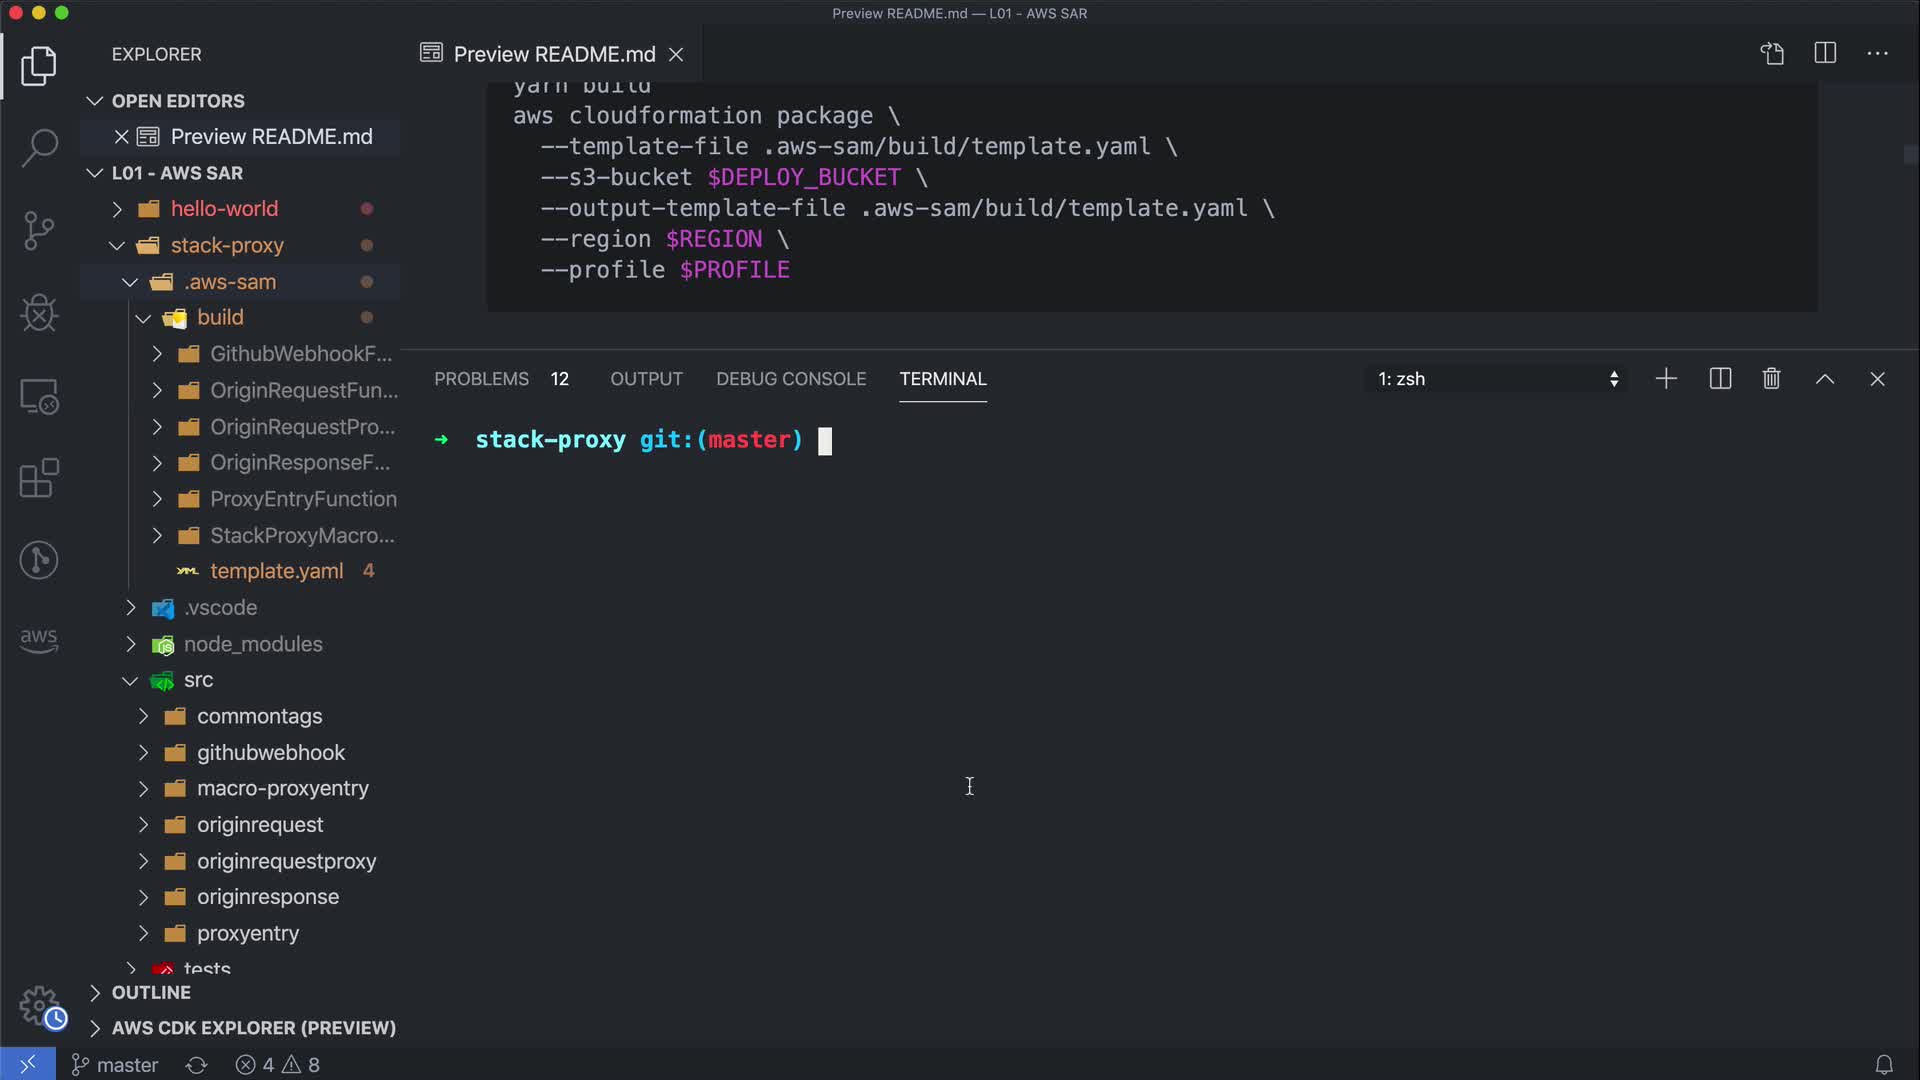 Preview README.md — L01 - AWS SAR
EXPLORER
Preview README.md
OPEN EDITORS
Preview README.md
L01 - AWS SAR
hello-world
stack-proxy
.aws-sam
build
GithubWebhookF...
OriginRequestFun...
OriginRequestPro...
OriginResponseF...
ProxyEntryFunction
StackProxyMacro...
template.yaml 4
.vscode
node_modules
src
commontags
githubwebhook
macro-proxyentry
originrequest
originrequestproxy
originresponse
proxyentry
tests
OUTLINE
AWS CDK EXPLORER (PREVIEW)
aws
yarn build
aws cloudformation package \
--template-file .aws-sam/build/template.yaml \
--s3-bucket $DEPLOY_BUCKET \
--output-template-file .aws-sam/build/template.yaml \
--region $REGION \
--profile $PROFILE
PROBLEMS 12 OUTPUT DEBUG CONSOLE TERMINAL 1: zsh
➜ stack-proxy git:(master)
master 4 8